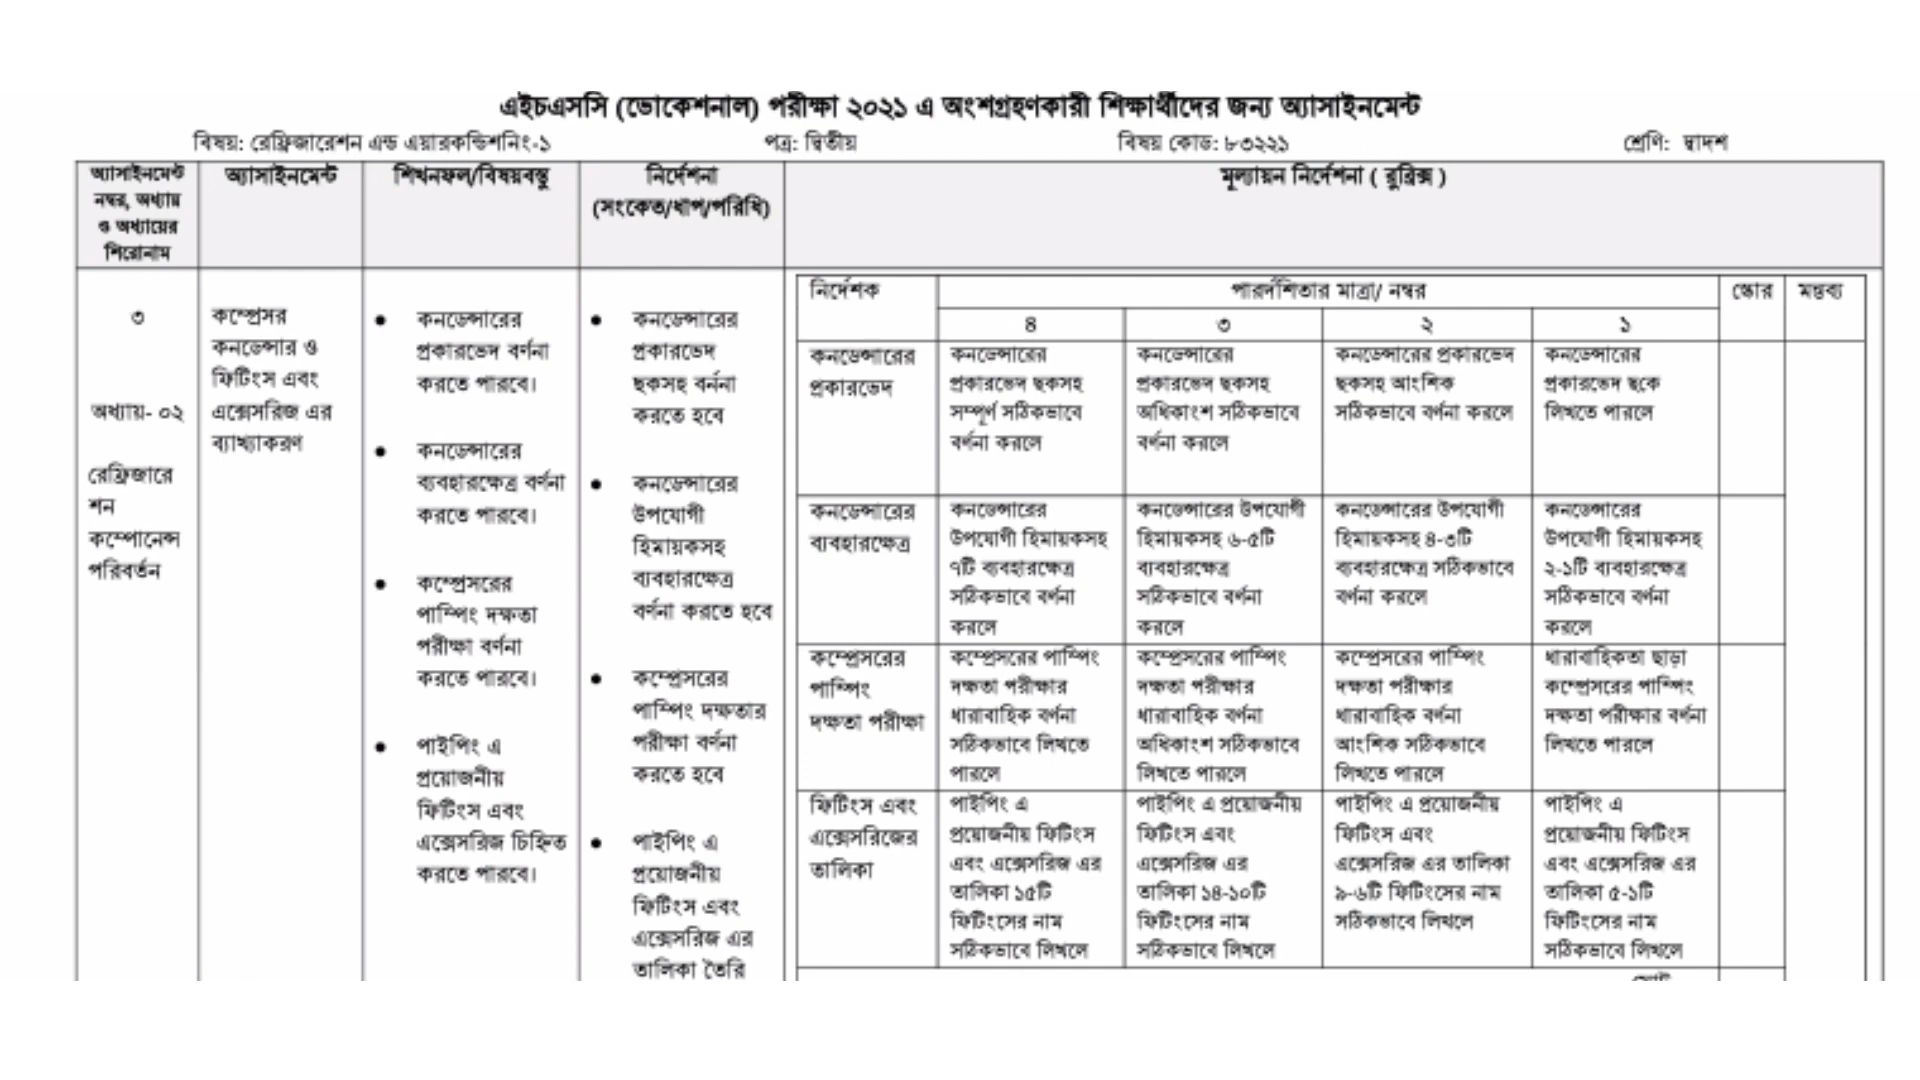 এইচএসসি (ভোকেশনাল) পরীক্ষা ২০২১ এ অংশগ্রহণকারী শিক্ষার্থীদের জন্য অ্যাসাইনমেন্ট
বিষয়: রেফ্রিজারেশন এন্ড এয়ারকন্ডিশনিং-১ পত্র: দ্বিতীয় বিষয় কোড: ৮৩২২১ শ্রেণি: দ্বাদশ
অ্যাসাইনমেন্ট
নম্বর, অধ্যায়
ও অধ্যায়ের
শিরোনাম
অ্যাসাইনমেন্ট
শিখনফল/বিষয়বস্তু
নির্দেশনা
(সংকেত/ধাপ/পরিধি)
মূল্যায়ন নির্দেশনা ( রুব্রিক্স )
৩
অধ্যায়- ০২
রেফ্রিজারে
শন
কম্পোনেন্স
পরিবর্তন
কম্প্রেসর
কনডেন্সার ও
ফিটিংস এবং
এক্সেসরিজ এর
ব্যাখ্যাকরণ
● কনডেন্সারের
প্রকারভেদ বর্ণনা
করতে পারবে।
● কনডেন্সারের
ব্যবহারক্ষেত্র বর্ণনা
করতে পারবে।
● কম্প্রেসরের
পাম্পিং দক্ষতা
পরীক্ষা বর্ণনা
করতে পারবে।
● পাইপিং এ
প্রয়োজনীয়
ফিটিংস এবং
এক্সেসরিজ চিহ্নিত
করতে পারবে।
● কনডেন্সারের
প্রকারভেদ
ছকসহ বর্ননা
করতে হবে
● কনডেন্সারের
উপযোগী
হিমায়কসহ
ব্যবহারক্ষেত্র
বর্ণনা করতে হবে
● কম্প্রেসরের
পাম্পিং দক্ষতার
পরীক্ষা বর্ণনা
করতে হবে
● পাইপিং এ
প্রয়োজনীয়
ফিটিংস এবং
এক্সেসরিজ এর
তালিকা তৈরি
নির্দেশক
পারদর্শিতার মাত্রা/ নম্বর
স্কোর
মন্তব্য
৪ ৩ ২ ১
কনডেন্সারের
প্রকারভেদ
কনডেন্সারের
প্রকারভেদ ছকসহ
সম্পূর্ণ সঠিকভাবে
বর্ণনা করলে
কনডেন্সারের
প্রকারভেদ ছকসহ
অধিকাংশ সঠিকভাবে
বর্ণনা করলে
কনডেন্সারের প্রকারভেদ
ছকসহ আংশিক
সঠিকভাবে বর্ণনা করলে
কনডেন্সারের
প্রকারভেদ ছকে
লিখতে পারলে
কনডেন্সারের
ব্যবহারক্ষেত্র
কনডেন্সারের
উপযোগী হিমায়কসহ
৭টি ব্যবহারক্ষেত্র
সঠিকভাবে বর্ণনা
করলে
কনডেন্সারের উপযোগী
হিমায়কসহ ৬-৫টি
ব্যবহারক্ষেত্র
সঠিকভাবে বর্ণনা
করলে
কনডেন্সারের উপযোগী
হিমায়কসহ ৪-৩টি
ব্যবহারক্ষেত্র সঠিকভাবে
বর্ণনা করলে
কনডেন্সারের
উপযোগী হিমায়কসহ
২-১টি ব্যবহারক্ষেত্র
সঠিকভাবে বর্ণনা
করলে
কম্প্রেসরের
পাম্পিং
দক্ষতা পরীক্ষা
কম্প্রেসরের পাম্পিং
দক্ষতা পরীক্ষার
ধারাবাহিক বর্ণনা
সঠিকভাবে লিখতে
পারলে
কম্প্রেসরের পাম্পিং
দক্ষতা পরীক্ষার
ধারাবাহিক বর্ণনা
অধিকাংশ সঠিকভাবে
লিখতে পারলে
কম্প্রেসরের পাম্পিং
দক্ষতা পরীক্ষার
ধারাবাহিক বর্ণনা
আংশিক সঠিকভাবে
লিখতে পারলে
ধারাবাহিকতা ছাড়া
কম্প্রেসরের পাম্পিং
দক্ষতা পরীক্ষার বর্ণনা
লিখতে পারলে
ফিটিংস এবং
এক্সেসরিজের
তালিকা
পাইপিং এ
প্রয়োজনীয় ফিটিংস
এবং এক্সেসরিজ এর
তালিকা ১৫টি
ফিটিংসের নাম
সঠিকভাবে লিখলে
পাইপিং এ প্রয়োজনীয়
ফিটিংস এবং
এক্সেসরিজ এর
তালিকা ১৪-১০টি
ফিটিংসের নাম
সঠিকভাবে লিখলে
পাইপিং এ প্রয়োজনীয়
ফিটিংস এবং
এক্সেসরিজ এর তালিকা
৯-৬টি ফিটিংসের নাম
সঠিকভাবে লিখলে
পাইপিং এ
প্রয়োজনীয় ফিটিংস
এবং এক্সেসরিজ এর
তালিকা ৫-১টি
ফিটিংসের নাম
সঠিকভাবে লিখলে